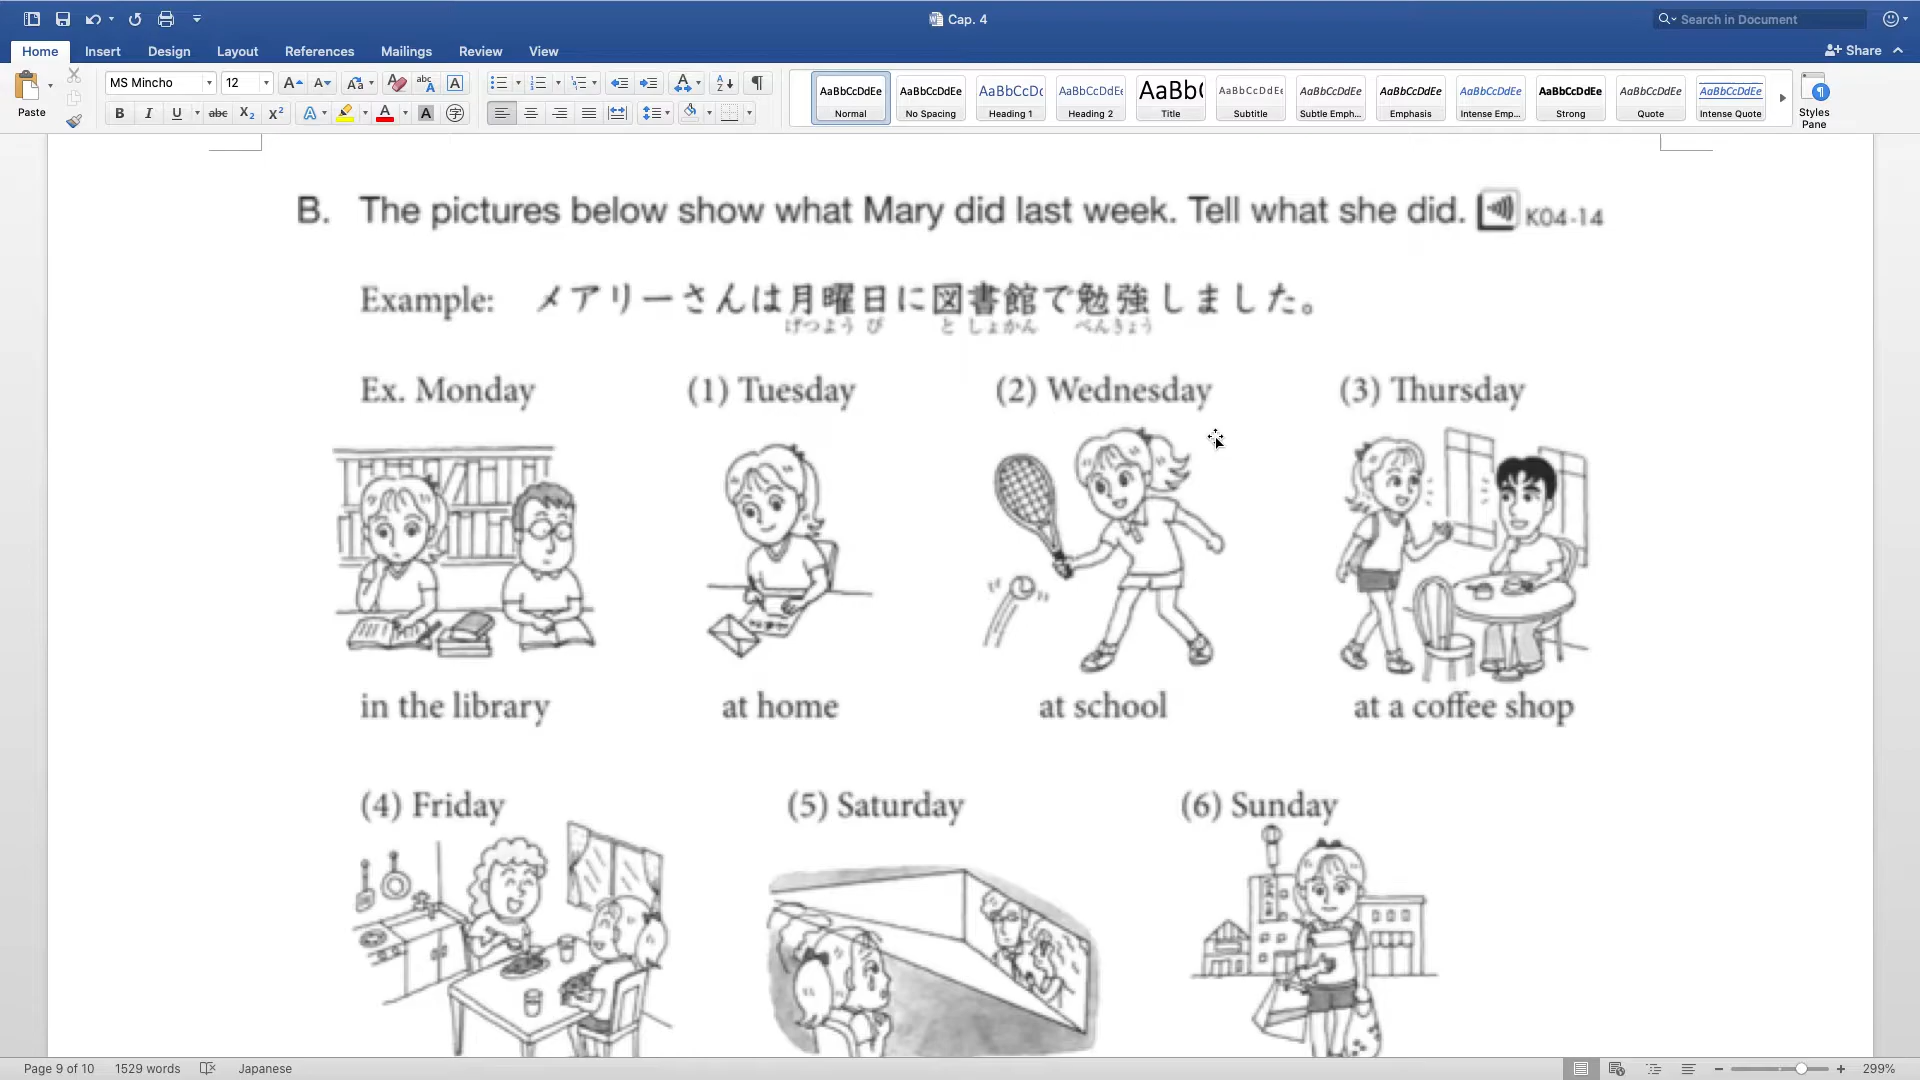 Cap. 4
Search in Document
Home Insert Design Layout References Mailings Review View
Share
Paste
MS Mincho 12
AaBbCcDdEe AaBbCcDdEe AaBbCcDc AaBbCcDdEe AaBb( AaBbCcDdEe AaBbCcDdEe AaBbCcDdEe AaBbCcDdEe AaBbCcDdEe AaBbCcDdEe AaBbCcDdEe
Normal No Spacing Heading 1 Heading 2 Title Subtitle Subtle Emph... Emphasis Intense Emp... Strong Quote Intense Quote
Styles
Pane
B. The pictures below show what Mary did last week. Tell what she did. K04-14
Example: メアリーさんは月曜日に図書館で勉強しました。
げつよう び と しょかん べんきょう
Ex. Monday (1) Tuesday (2) Wednesday (3) Thursday
in the library at home at school at a coffee shop
(4) Friday (5) Saturday (6) Sunday
Page 9 of 10 1529 words Japanese 299%